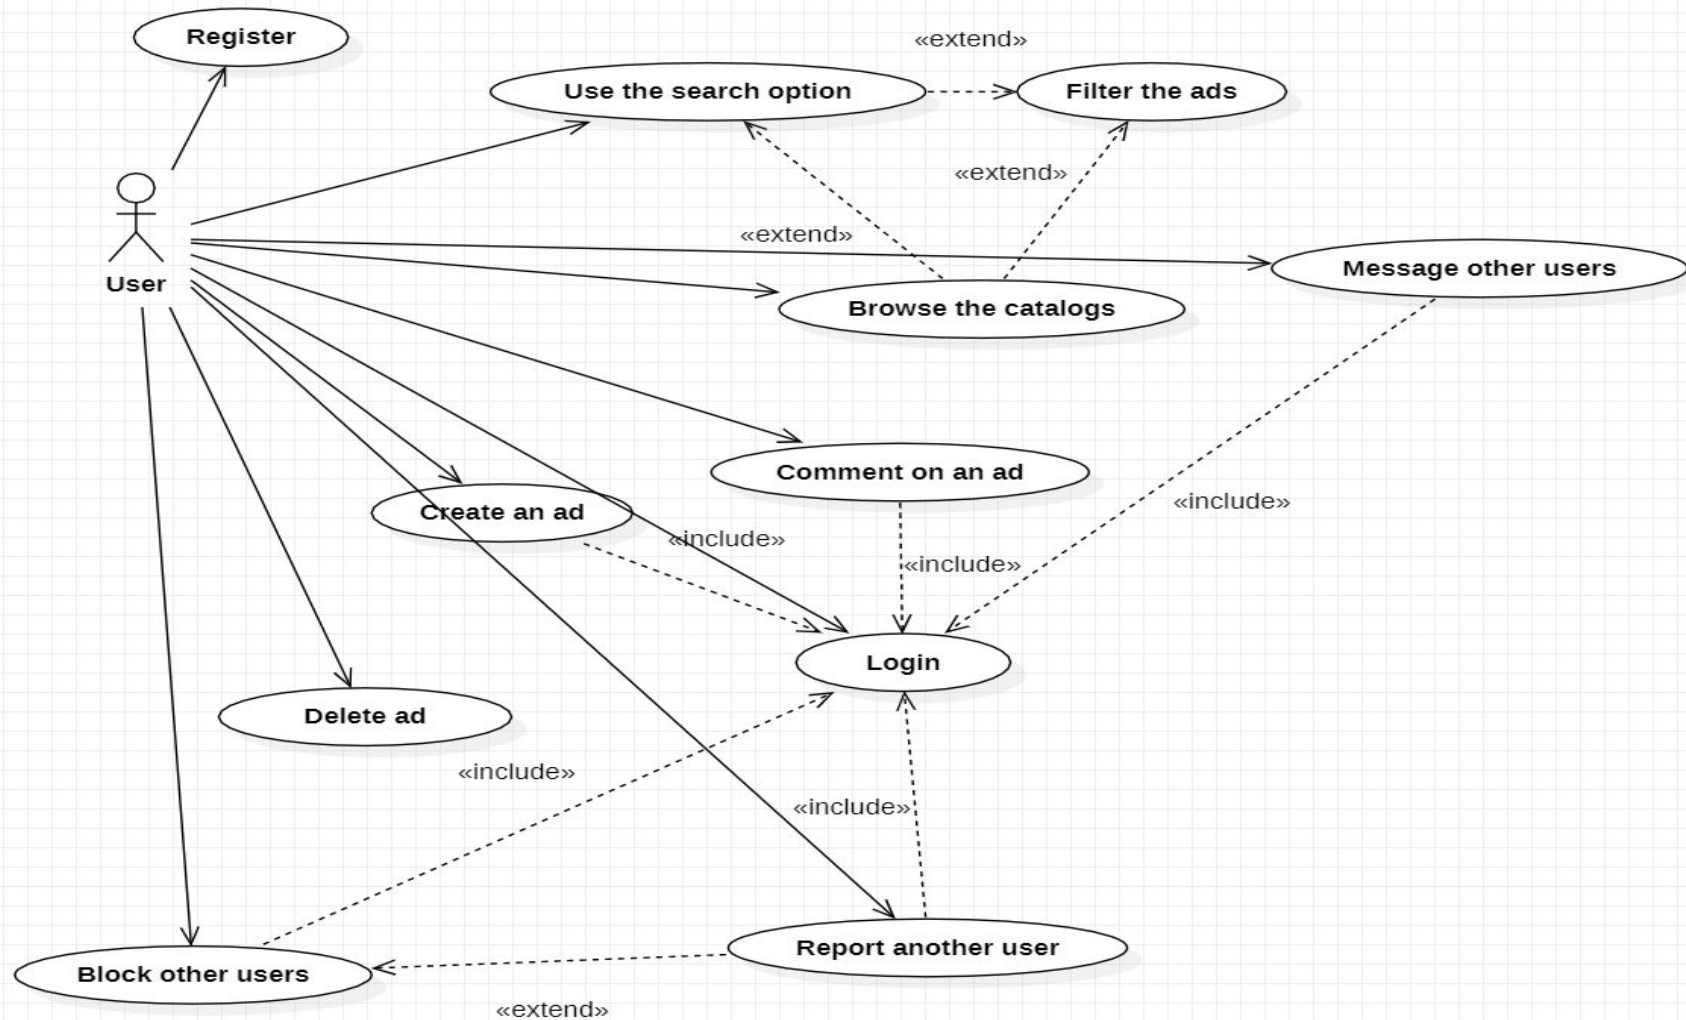 Register
«extend»
Use the search option
Filter the ads
«extend»
«extend»
User
Message other users
Browse the catalogs
Comment on an ad
«include»
Create an ad
«include»
«include»
Login
Delete ad
«include»
«include»
Report another user
Block other users
«extend»